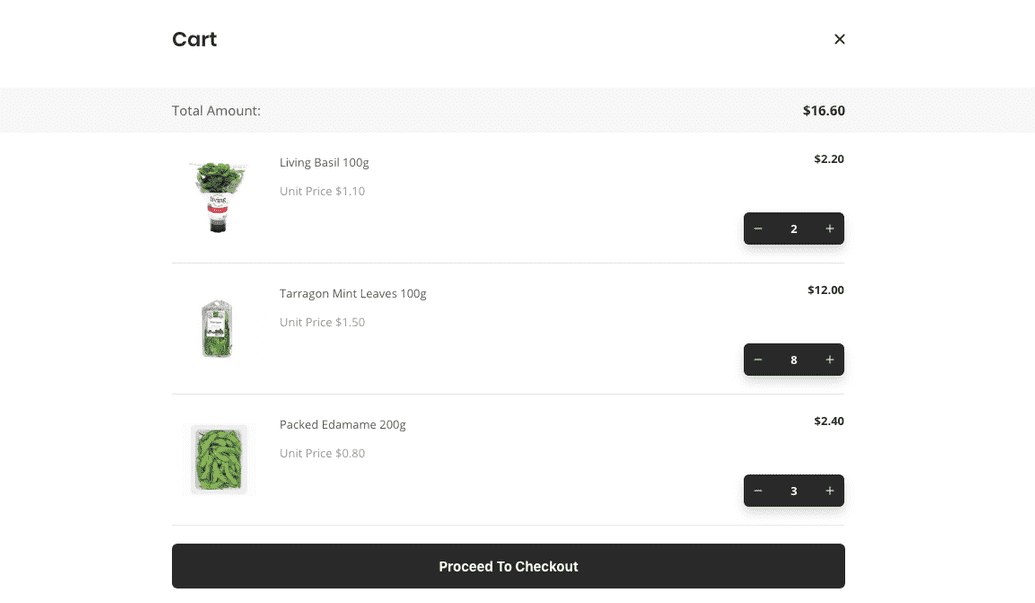 Cart
Total Amount:
$16.60
Living Basil 100g
$2.20
Unit Price $1.10
living
− 2 +
Tarragon Mint Leaves 100g
$12.00
Unit Price $1.50
− 8 +
Packed Edamame 200g
$2.40
Unit Price $0.80
− 3 +
Proceed To Checkout